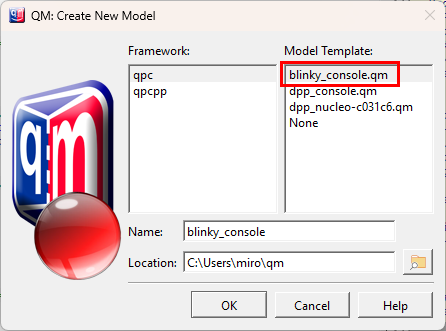 QM: Create New Model
Framework:
qpc
qpcpp
Model Template:
blinky_console.qm
dpp_console.qm
dpp_nucleo-c031c6.qm
None
qm
Name:
blinky_console
Location:
C:\Users\miro\qm
OK
Cancel
Help